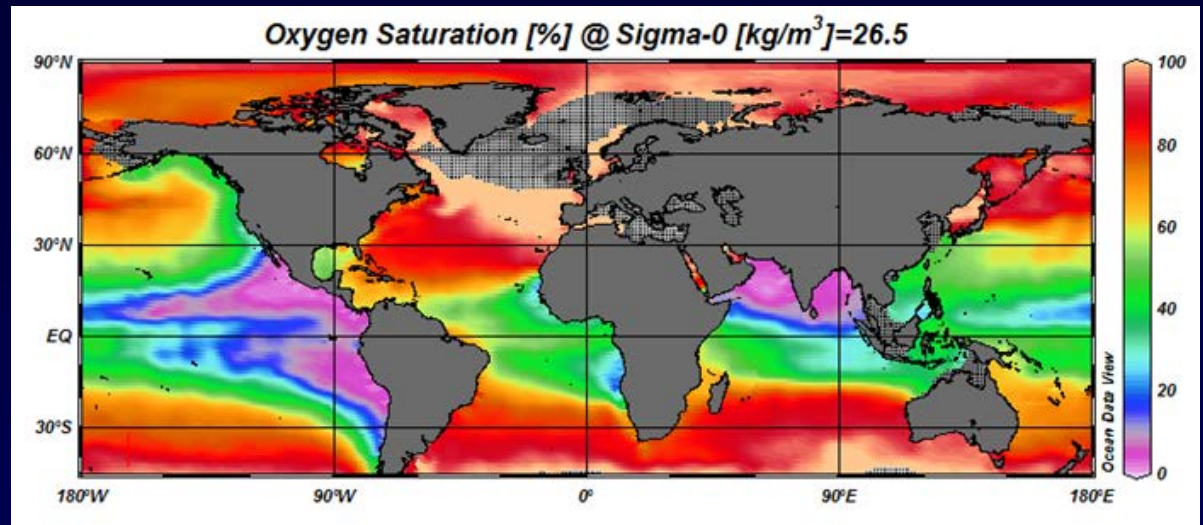 Oxygen Saturation [%] @ Sigma-0 [kg/m³]=26.5
90°N
60°N
30°N
EQ
30°S
180°W
90°W
0°
90°E
180°E
100
80
60
40
20
0
Ocean Data View